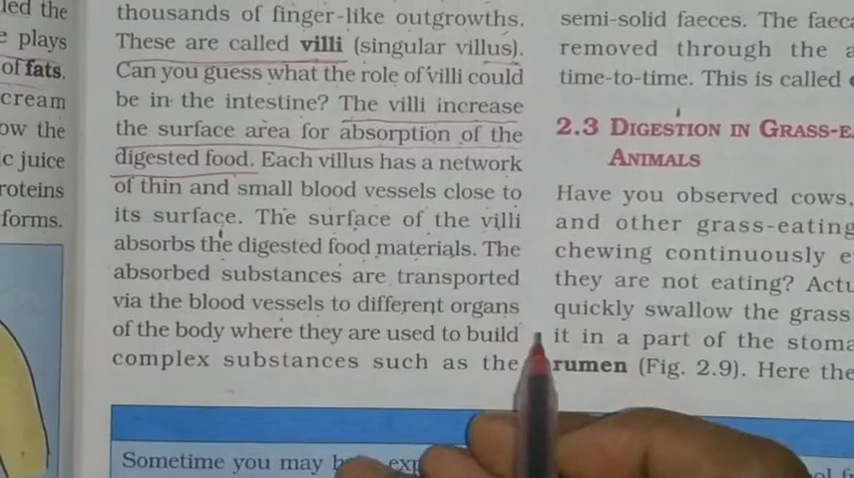 led the
e plays
of fats.
cream
ow the
c juice
roteins
forms.
thousands of finger-like outgrowths.
These are called villi (singular villus).
Can you guess what the role of villi could
be in the intestine? The villi increase
the surface area for absorption of the
digested food. Each villus has a network
of thin and small blood vessels close to
its surface. The surface of the villi
absorbs the digested food materials. The
absorbed substances are transported
via the blood vessels to different organs
of the body where they are used to build
complex substances such as the
Sometime you may b exp
semi-solid faeces. The faeca
removed through the a
time-to-time. This is called
2.3 DIGESTION IN GRASS-E
ANIMALS
Have you observed cows,
and other grass-eating
chewing continuously e
they are not eating? Actu
quickly swallow the grass
it in a part of the stoma
rumen (Fig. 2.9). Here the